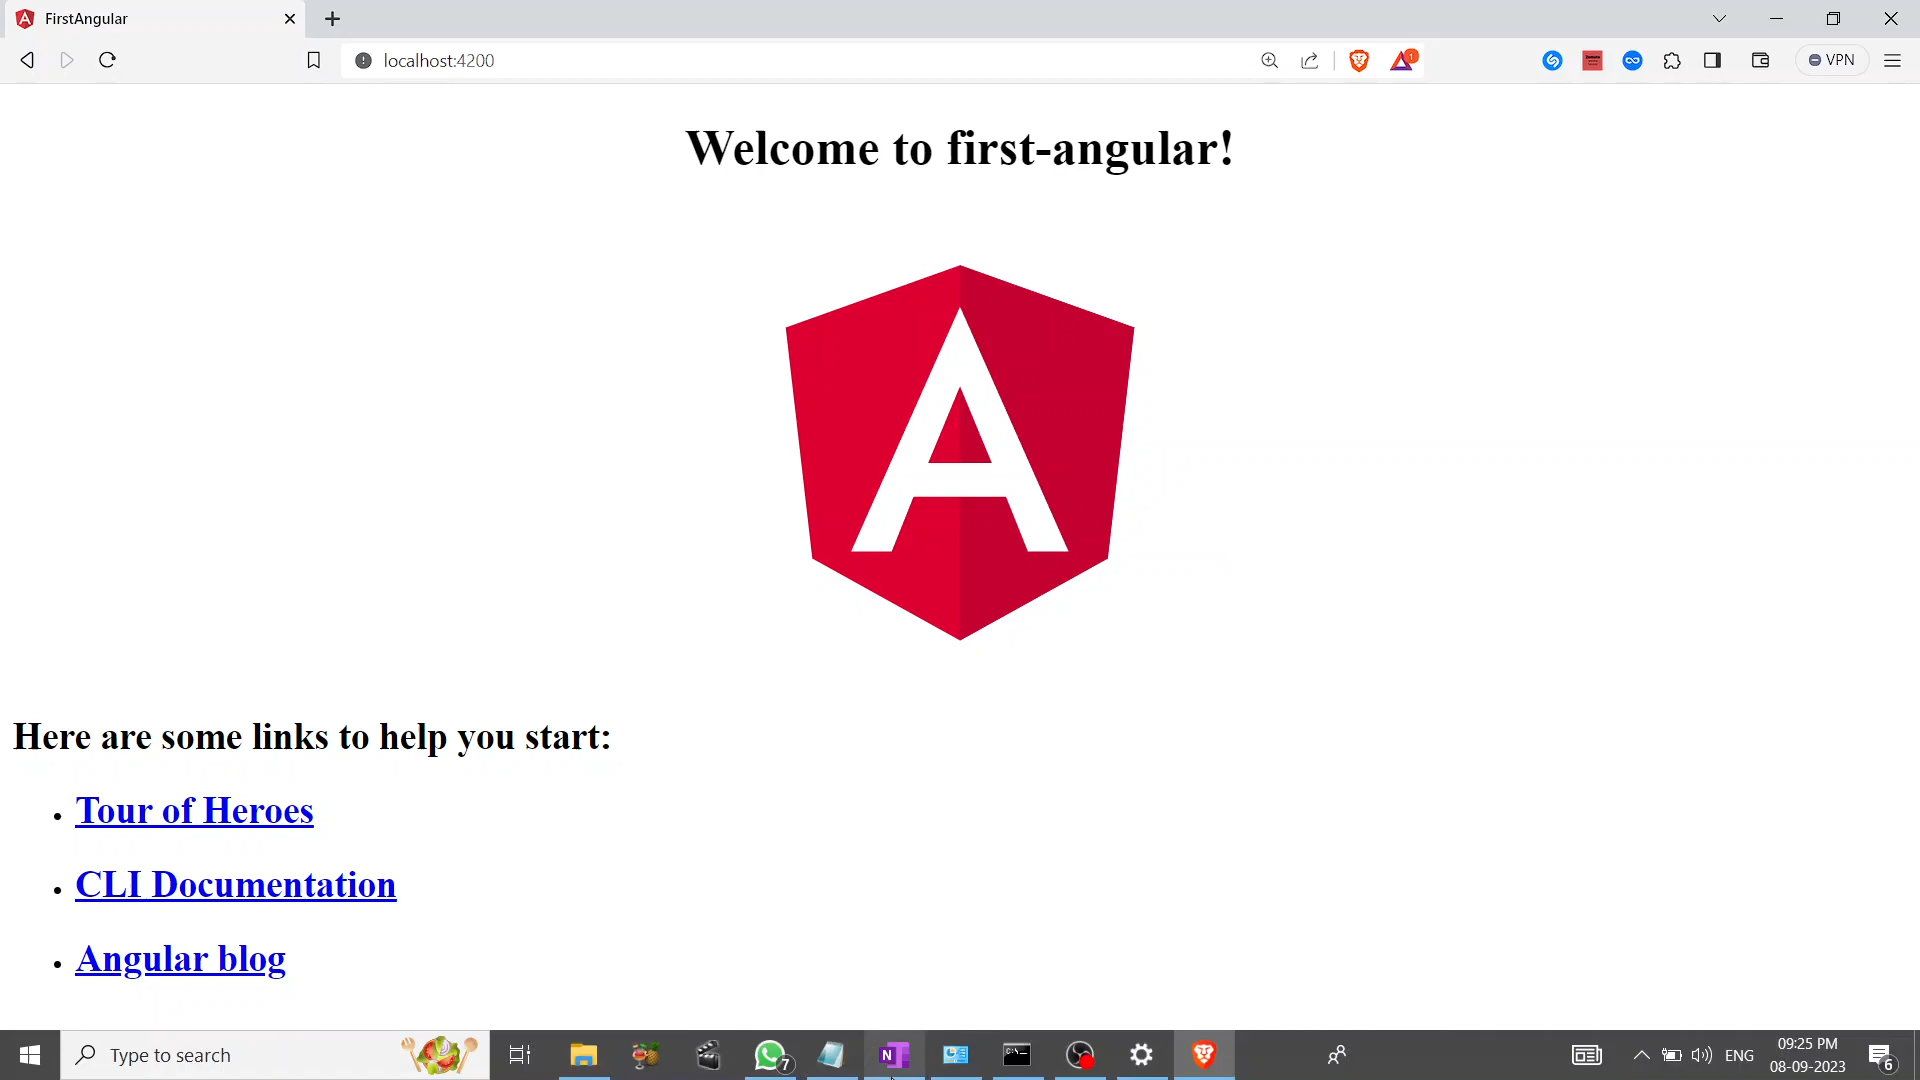 FirstAngular
localhost:4200
1
VPN
Welcome to first-angular!
A
Here are some links to help you start:
Tour of Heroes
CLI Documentation
Angular blog
Type to search
7
N
ENG
09:25 PM
08-09-2023
6